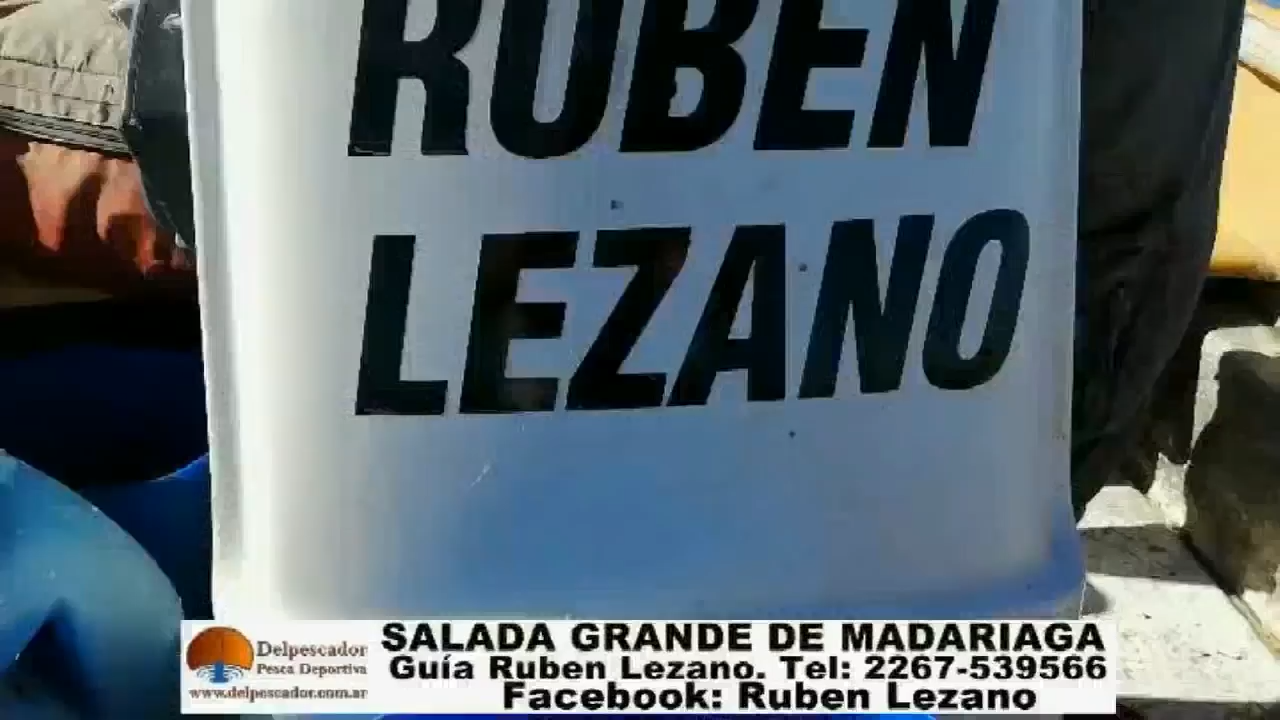 RUBEN
LEZANO
Delpescador
Pesca Deportiva
www.delpescador.com.ar
SALADA GRANDE DE MADARIAGA
Guía Ruben Lezano. Tel: 2267-539566
Facebook: Ruben Lezano